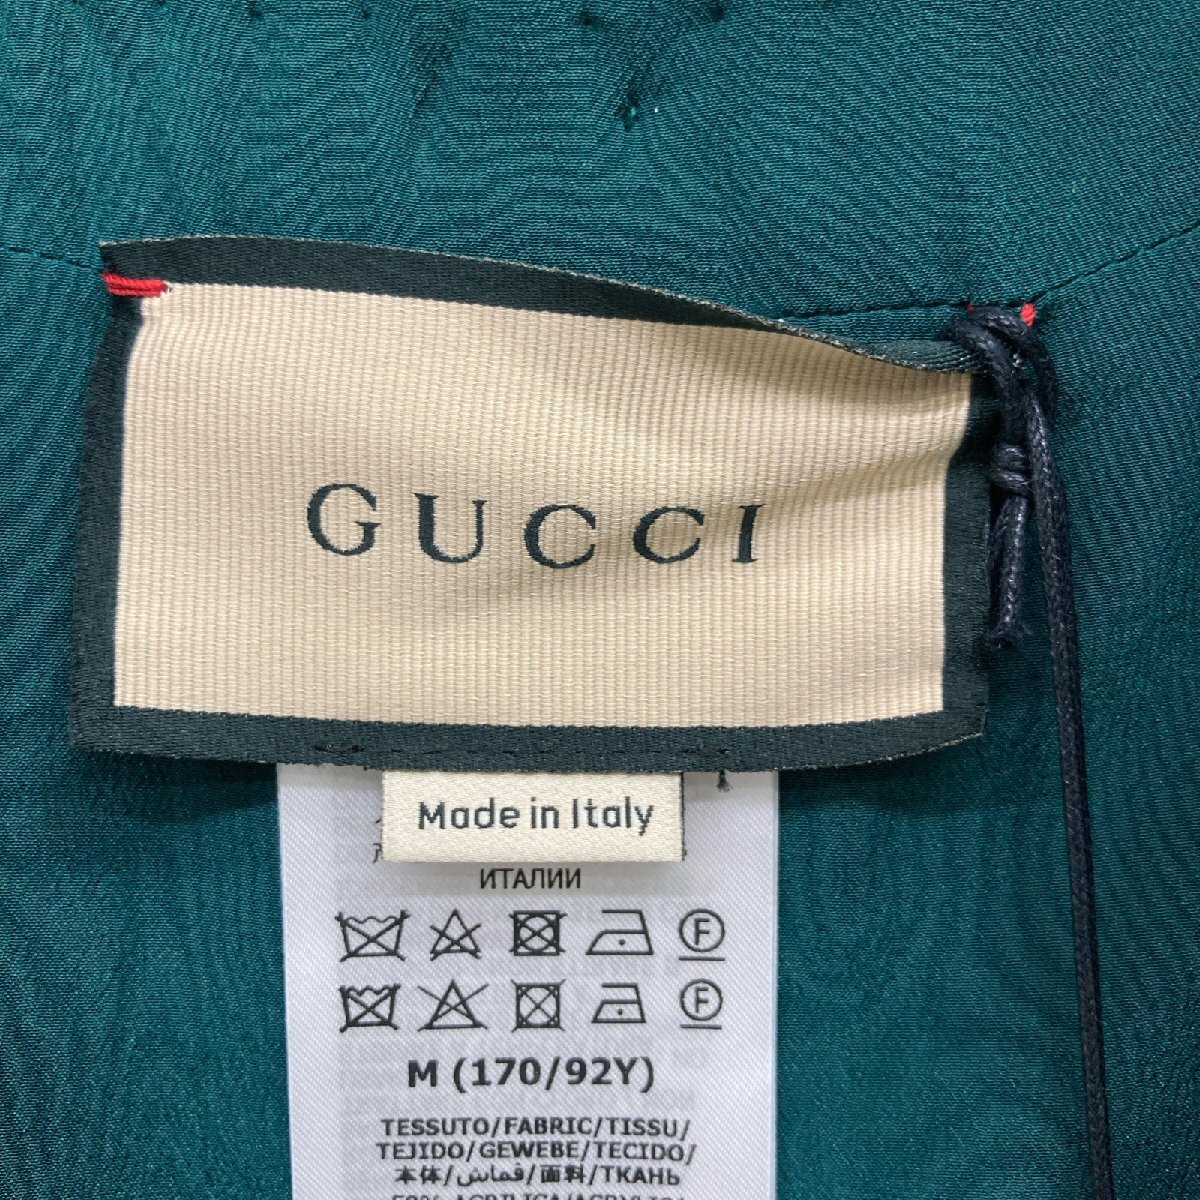 GUCCI
Made in Italy
ИТАЛИИ
F
F
M (170/92Y)
TESSUTO/FABRIC/TISSU/
TEJIDO/GEWEBE/TECIDO/
本体/قماش/面料/ТКАНЬ